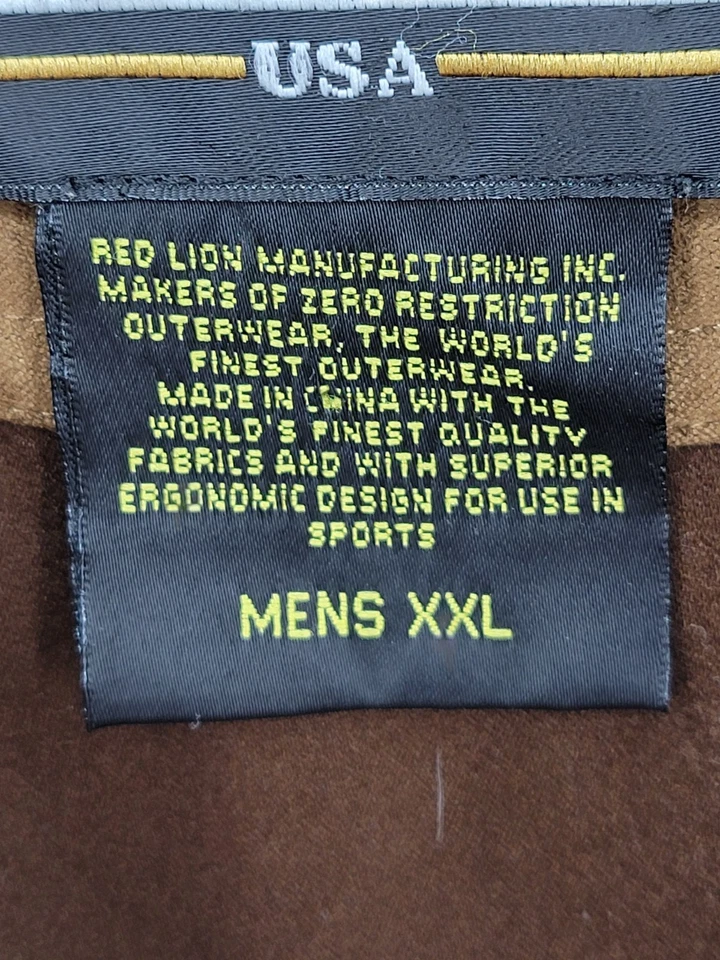 USA
RED LION MANUFACTURING INC.
MAKERS OF ZERO RESTRICTION
OUTERWEAR, THE WORLD'S
FINEST OUTERWEAR.
MADE IN CHINA WITH THE
WORLD'S FINEST QUALITY
FABRICS AND WITH SUPERIOR
ERGONOMIC DESIGN FOR USE IN
SPORTS
MENS XXL